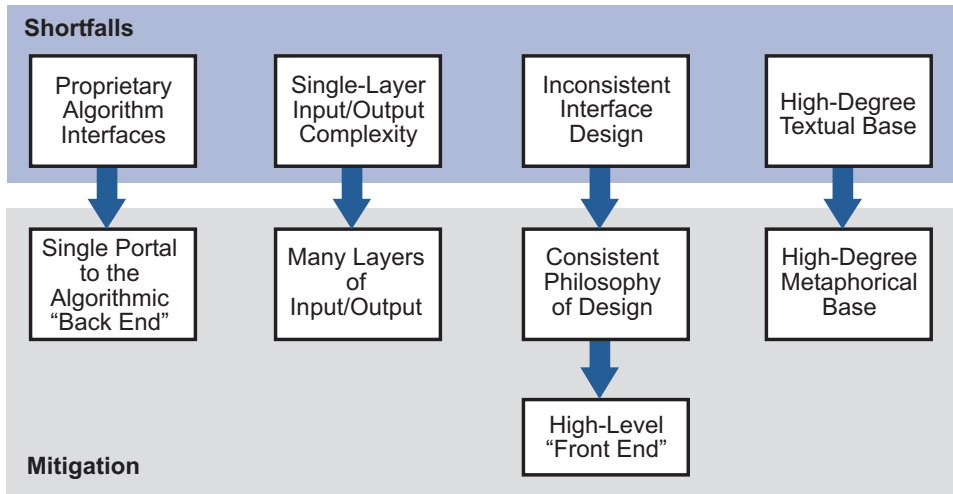 Shortfalls
Proprietary
Algorithm
Interfaces
Single-Layer
Input/Output
Complexity
Inconsistent
Interface
Design
High-Degree
Textual Base
Single Portal
to the
Algorithmic
“Back End”
Many Layers
of
Input/Output
Consistent
Philosophy
of Design
High-Degree
Metaphorical
Base
High-Level
“Front End”
Mitigation